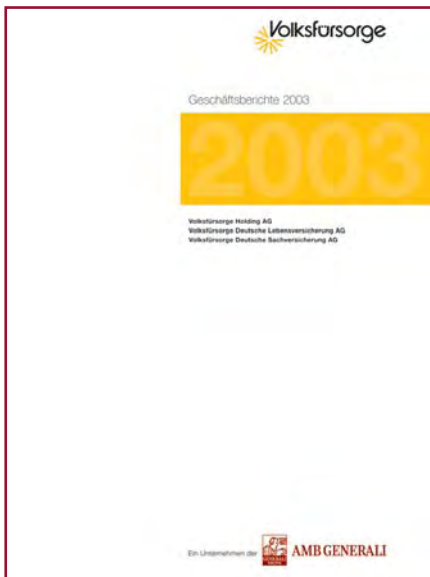 Volksfürsorge
Geschäftsberichte 2003
2003
Volksfürsorge Holding AG
Volksfürsorge Deutsche Lebensversicherung AG
Volksfürsorge Deutsche Sachversicherung AG
Ein Unternehmen der
AMB GENERALI